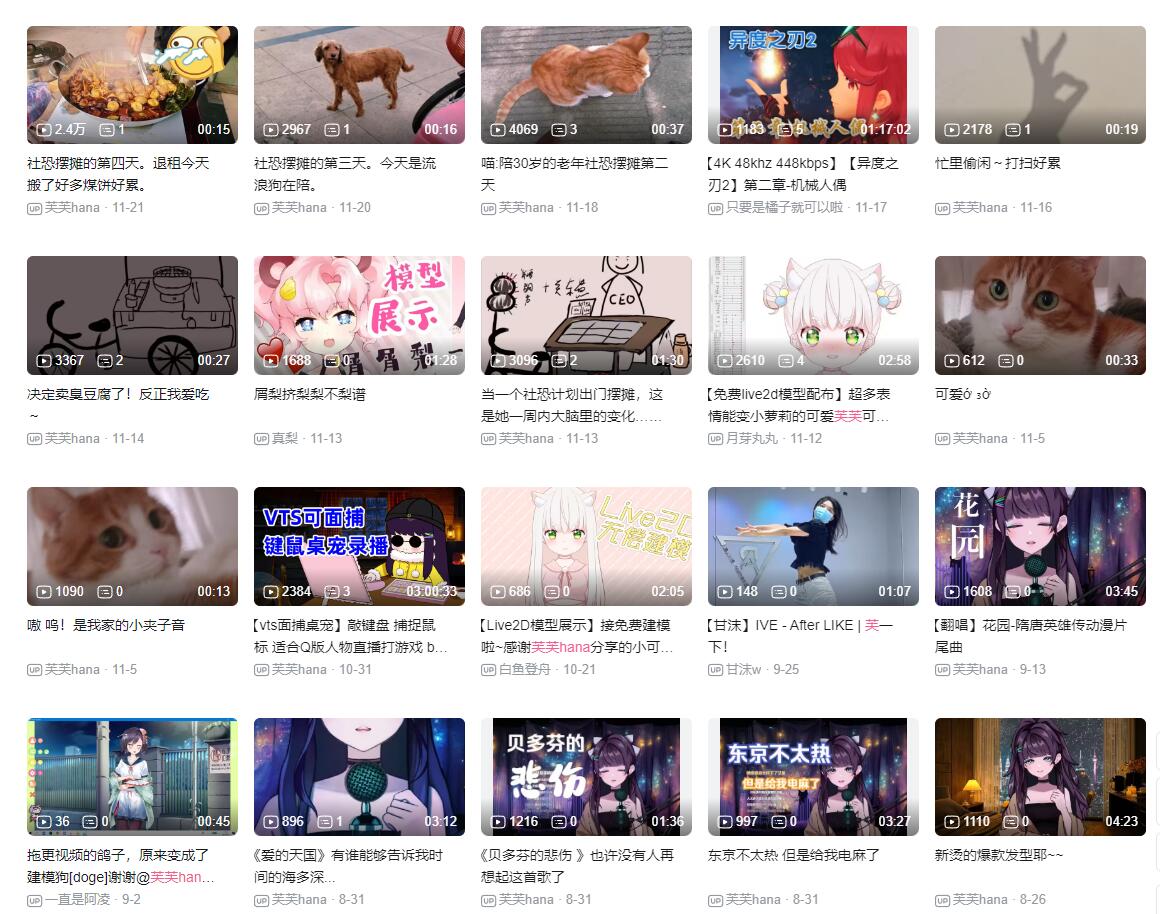 2.4万 1 00:15
社恐摆摊的第四天。退租今天
搬了好多煤饼好累。
UP 芙芙hana · 11-21
2967 1 00:16
社恐摆摊的第三天。今天是流
浪狗在陪。
UP 芙芙hana · 11-20
4069 3 00:37
喵:陪30岁的老年社恐摆摊第二
天
UP 芙芙hana · 11-18
异度之刃2
1183 5 01:17:02
【4K 48khz 448kbps】【异度之
刃2】第二章-机械人偶
UP 只要是橘子就可以啦 · 11-17
2178 1 00:19
忙里偷闲～打扫好累
UP 芙芙hana · 11-16
3367 2 00:27
决定卖臭豆腐了！反正我爱吃
~
UP 芙芙hana · 11-14
模型
展示
1688 0 01:28
屑梨挤梨梨不梨谱
UP 真梨 · 11-13
CEO
3096 2 01:30
当一个社恐计划出门摆摊，这
是她一周内大脑里的变化……
UP 芙芙hana · 11-13
2610 4 02:58
【免费live2d模型配布】超多表
情能变小萝莉的可爱芙芙可…
UP 月芽丸丸 · 11-12
612 0 00:33
可爱ớ ₃ờ
UP 芙芙hana · 11-5
1090 0 00:13
嗷 呜！是我家的小夹子音
UP 芙芙hana · 11-5
VTS可面捕
键鼠桌宠录播
2384 3 03:00:33
【vts面捕桌宠】敲键盘 捕捉鼠
标 适合Q版人物直播打游戏 b…
UP 芙芙hana · 10-31
Live2D
无偿建模
686 0 02:05
【Live2D模型展示】接免费建模
啦~感谢芙芙hana分享的小可…
UP 白鱼登舟 · 10-21
148 0 01:07
【甘沫】IVE - After LIKE | 芙一
下！
UP 甘沫w · 9-25
花
园
1608 0 03:45
【翻唱】花园-隋唐英雄传动漫片
尾曲
UP 芙芙hana · 9-13
36 0 00:45
拖更视频的鸽子，原来变成了
建模狗[doge]谢谢@芙芙han…
UP 一直是阿凌 · 9-2
896 1 03:12
《爱的天国》有谁能够告诉我时
间的海多深...
UP 芙芙hana · 8-31
贝多芬的
悲伤
1216 0 01:36
《贝多芬的悲伤 》也许没有人再
想起这首歌了
UP 芙芙hana · 8-31
东京不太热
但是给我电麻了
997 0 03:27
东京不太热 但是给我电麻了
UP 芙芙hana · 8-31
1110 0 04:23
新烫的爆款发型耶~~
UP 芙芙hana · 8-26